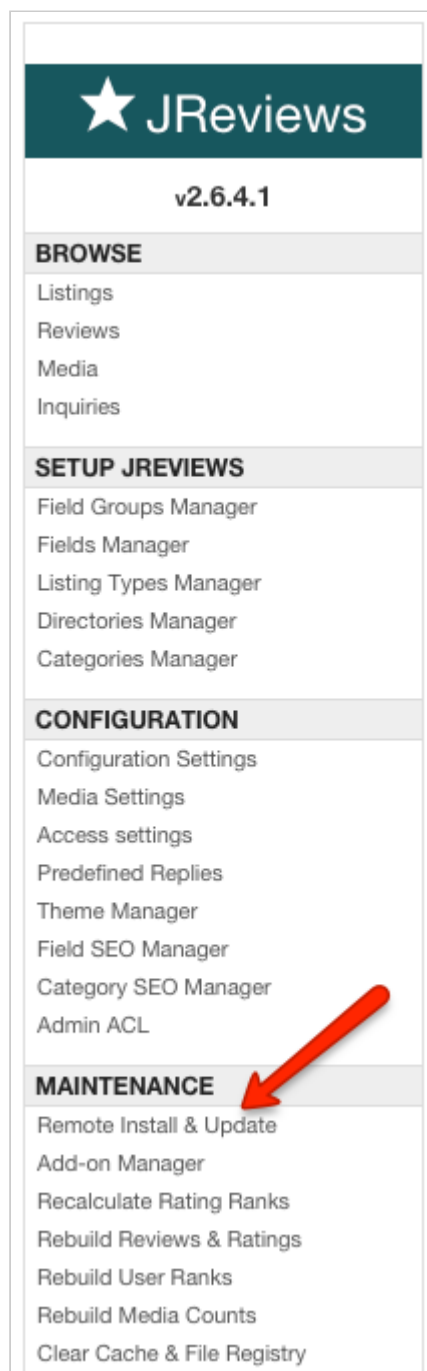 JReviews
v2.6.4.1
BROWSE
Listings
Reviews
Media
Inquiries
SETUP JREVIEWS
Field Groups Manager
Fields Manager
Listing Types Manager
Directories Manager
Categories Manager
CONFIGURATION
Configuration Settings
Media Settings
Access settings
Predefined Replies
Theme Manager
Field SEO Manager
Category SEO Manager
Admin ACL
MAINTENANCE
Remote Install & Update
Add-on Manager
Recalculate Rating Ranks
Rebuild Reviews & Ratings
Rebuild User Ranks
Rebuild Media Counts
Clear Cache & File Registry